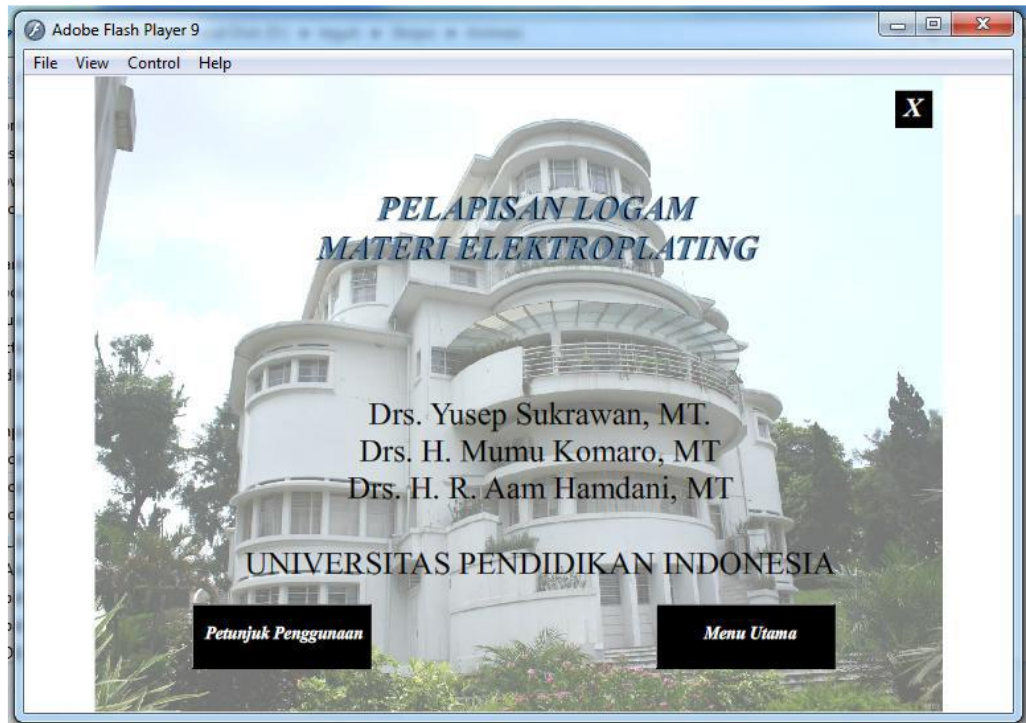 Adobe Flash Player 9
File View Control Help
X
PELAPISAN LOGAM
MATERI ELEKTROPLATING
Drs. Yusep Sukrawan, MT.
Drs. H. Mumu Komaro, MT
Drs. H. R. Aam Hamdani, MT
UNIVERSITAS PENDIDIKAN INDONESIA
Petunjuk Penggunaan
Menu Utama